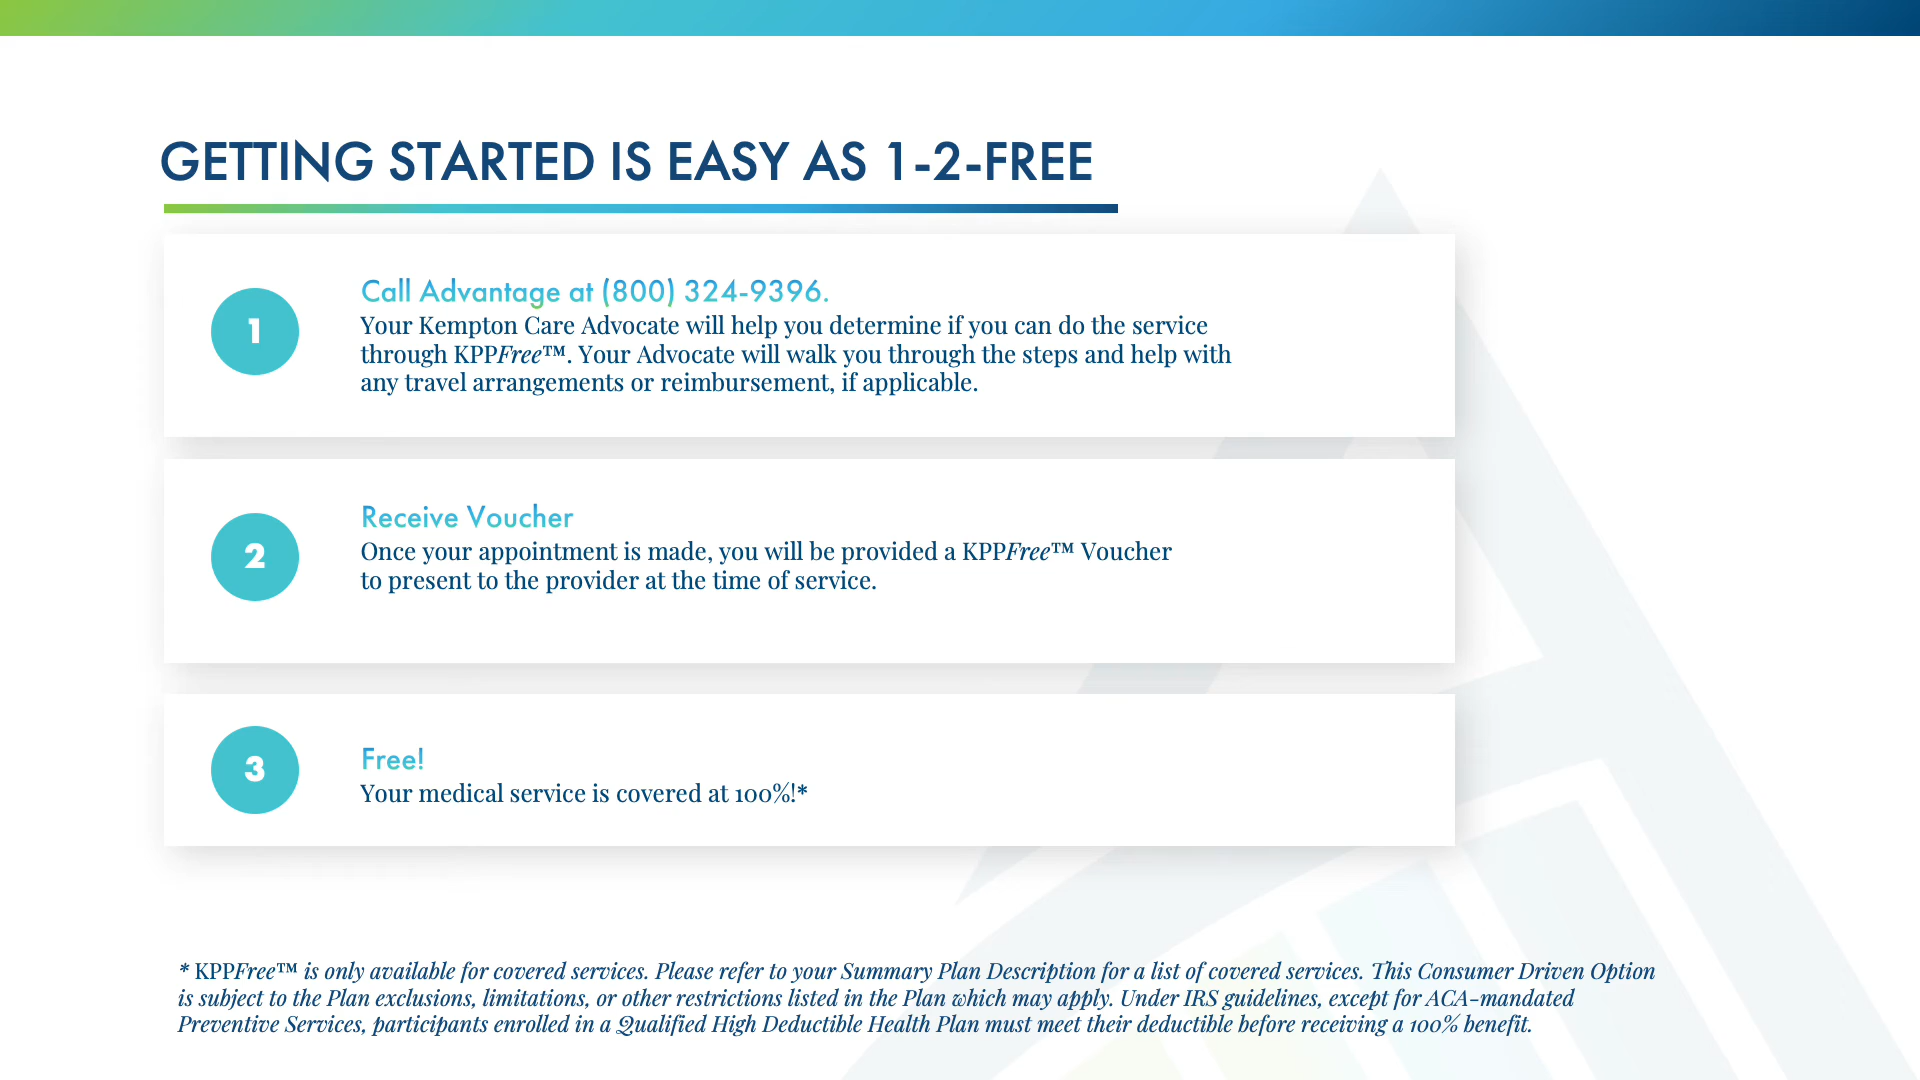 GETTING STARTED IS EASY AS 1-2-FREE
1
Call Advantage at (800) 324-9396.
Your Kempton Care Advocate will help you determine if you can do the service
through KPPFree™. Your Advocate will walk you through the steps and help with
any travel arrangements or reimbursement, if applicable.
2
Receive Voucher
Once your appointment is made, you will be provided a KPPFree™ Voucher
to present to the provider at the time of service.
3
Free!
Your medical service is covered at 100%!*
* KPPFree™ is only available for covered services. Please refer to your Summary Plan Description for a list of covered services. This Consumer Driven Option
is subject to the Plan exclusions, limitations, or other restrictions listed in the Plan which may apply. Under IRS guidelines, except for ACA-mandated
Preventive Services, participants enrolled in a Qualified High Deductible Health Plan must meet their deductible before receiving a 100% benefit.